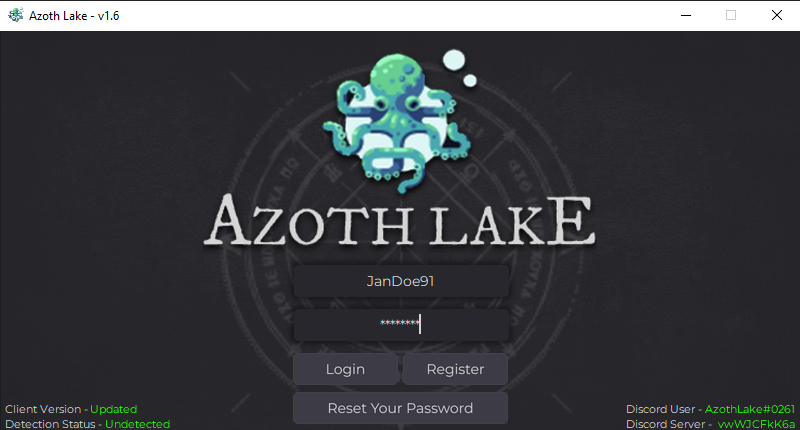 Azoth Lake - v1.6
AZOTH LAKE
JanDoe91
********
Login
Register
Reset Your Password
Client Version - Updated
Detection Status - Undetected
Discord User - AzothLake#0261
Discord Server - vwWJCFkK6a